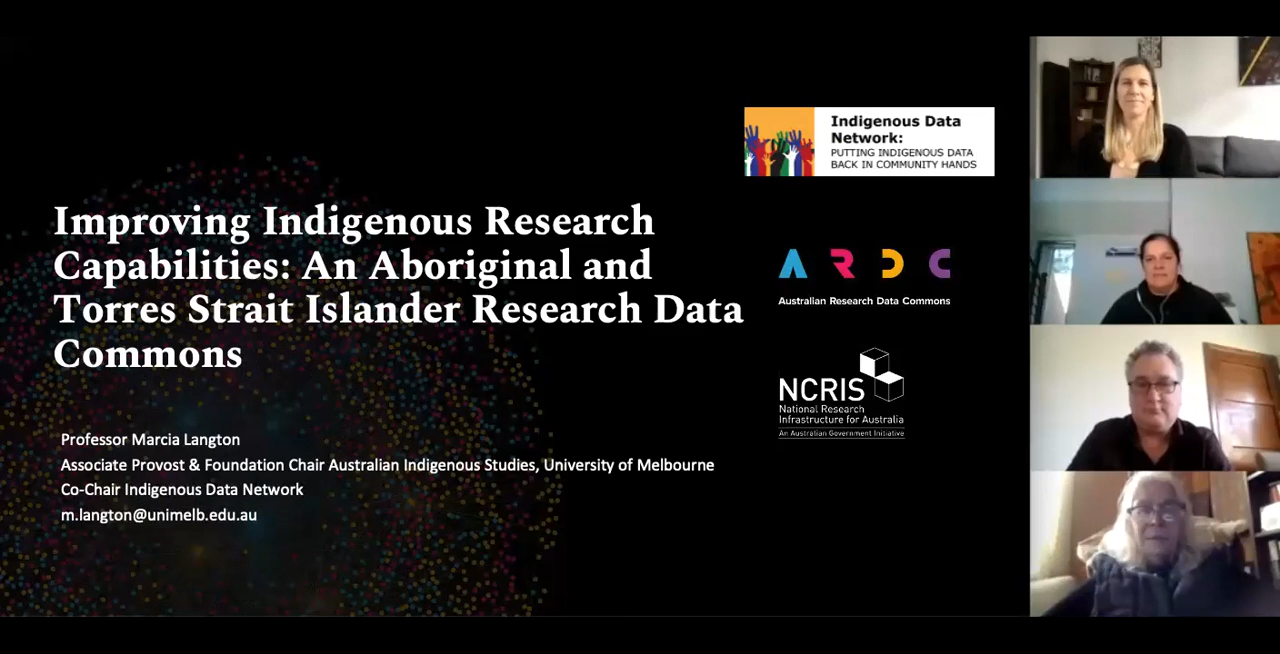 Improving Indigenous Research
Capabilities: An Aboriginal and
Torres Strait Islander Research Data
Commons
Professor Marcia Langton
Associate Provost & Foundation Chair Australian Indigenous Studies, University of Melbourne
Co-Chair Indigenous Data Network
m.langton@unimelb.edu.au
Indigenous Data
Network:
PUTTING INDIGENOUS DATA
BACK IN COMMUNITY HANDS
ARDC
Australian Research Data Commons
NCRIS
National Research
Infrastructure for Australia
An Australian Government Initiative